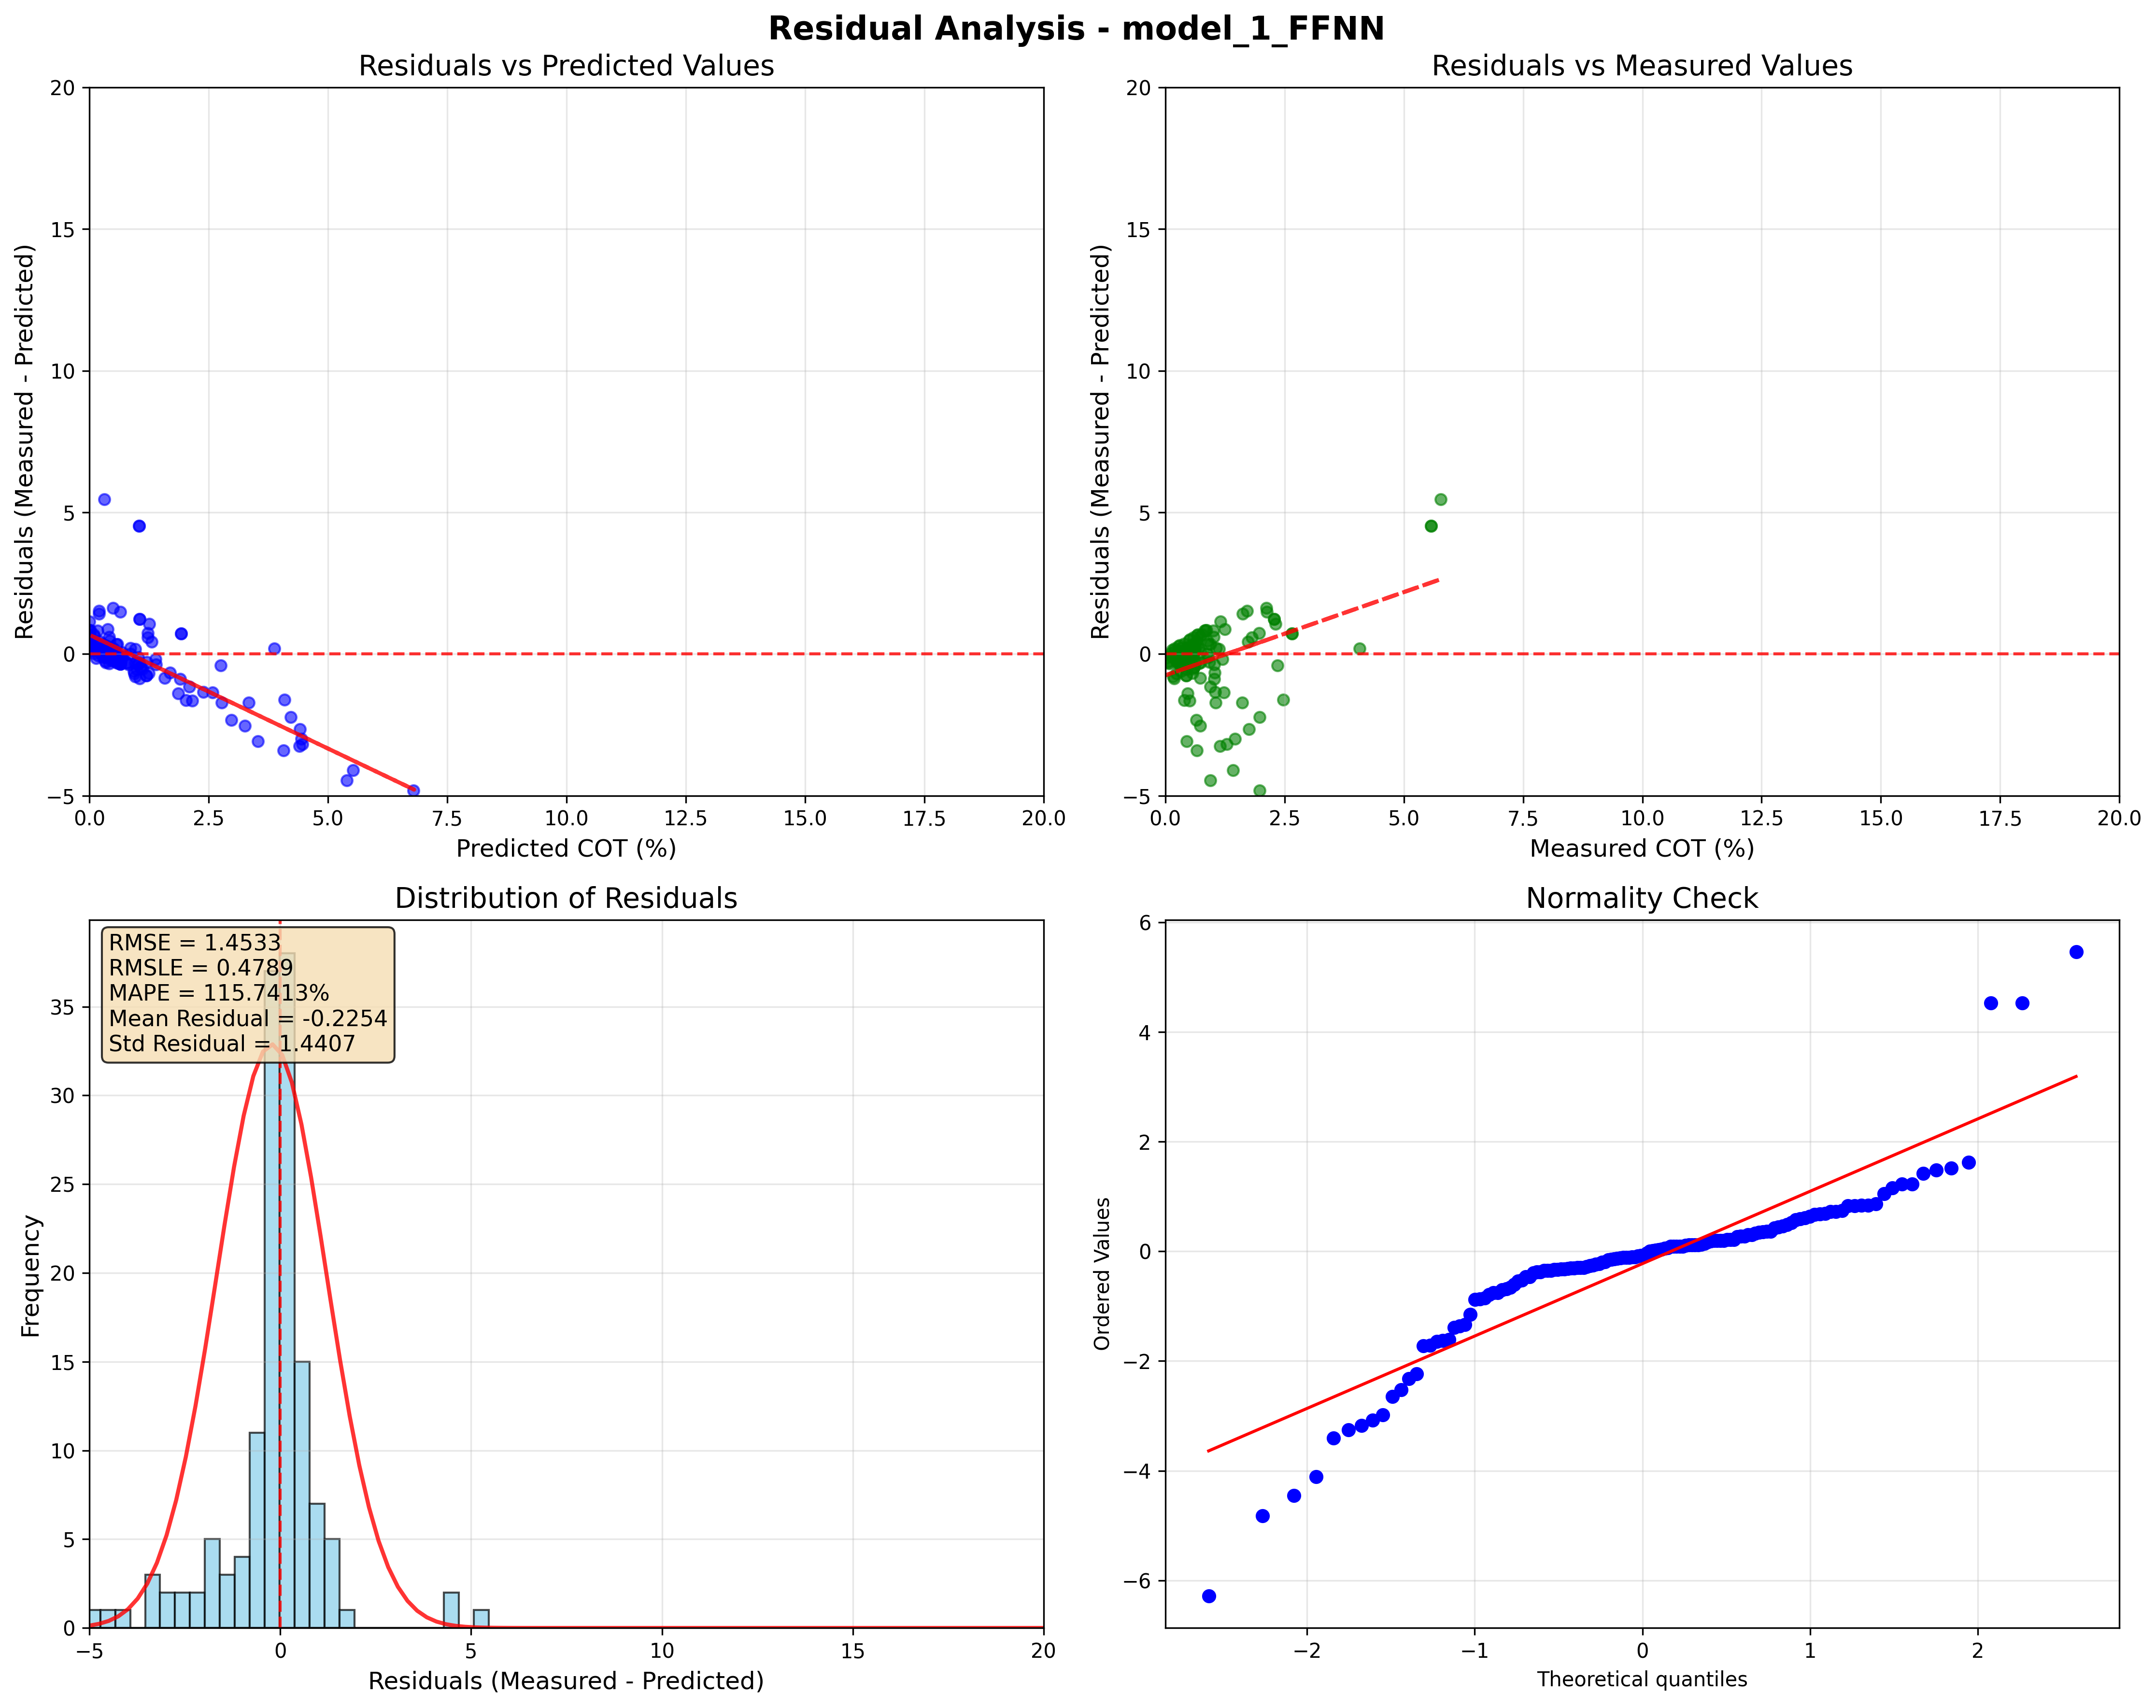 Residual Analysis - model_1_FFNN
Residuals vs Predicted Values
20
15
10
5
0
−5
0.0 2.5 5.0 7.5 10.0 12.5 15.0 17.5 20.0
Residuals (Measured - Predicted)
Predicted COT (%)
Residuals vs Measured Values
20
15
10
5
0
−5
0.0 2.5 5.0 7.5 10.0 12.5 15.0 17.5 20.0
Residuals (Measured - Predicted)
Measured COT (%)
Distribution of Residuals
RMSE = 1.4533
RMSLE = 0.4789
MAPE = 115.7413%
Mean Residual = -0.2254
Std Residual = 1.4407
35
30
25
20
15
10
5
0
−5 0 5 10 15 20
Frequency
Residuals (Measured - Predicted)
Normality Check
6
4
2
0
−2
−4
−6
−2 −1 0 1 2
Ordered Values
Theoretical quantiles